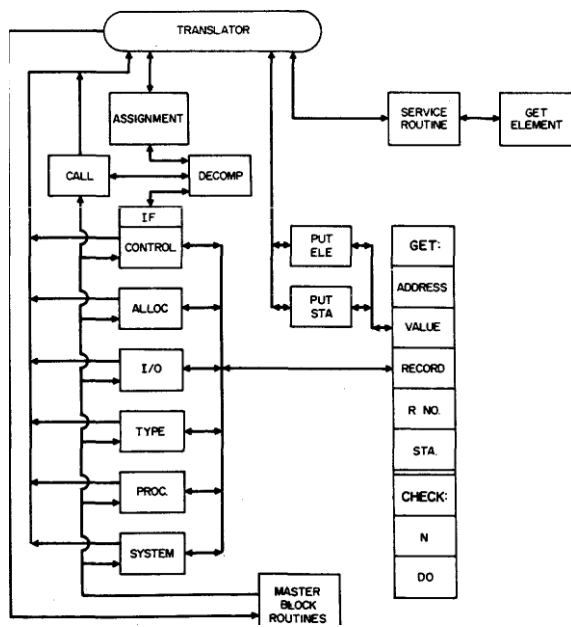 TRANSLATOR
ASSIGNMENT
SERVICE
ROUTINE
GET
ELEMENT
CALL
DECOMP
IF
CONTROL
PUT
ELE
GET:
ALLOC
PUT
STA
ADDRESS
VALUE
I/O
RECORD
R NO.
TYPE
STA.
PROC.
CHECK:
SYSTEM
N
DO
MASTER
BLOCK
ROUTINES